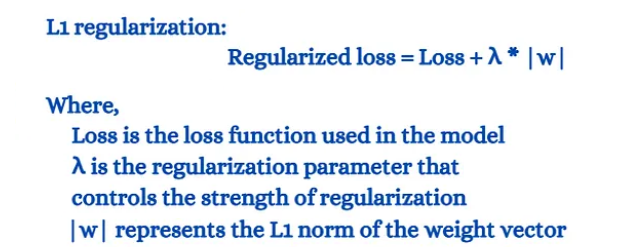 L1 regularization:
Regularized loss = Loss + λ * |w|
Where,
Loss is the loss function used in the model
λ is the regularization parameter that
controls the strength of regularization
|w| represents the L1 norm of the weight vector